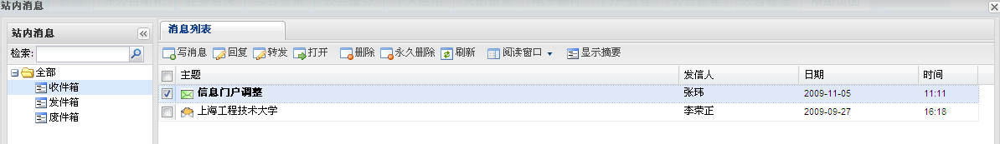 站内消息
站内消息
检索:
全部
收件箱
发件箱
废件箱
消息列表
写消息 回复 转发 打开 删除 永久删除 刷新 阅读窗口 显示摘要
主题 发信人 日期 时间
信息门户调整 张玮 2009-11-05 11:11
上海工程技术大学 李荣正 2009-09-27 16:18